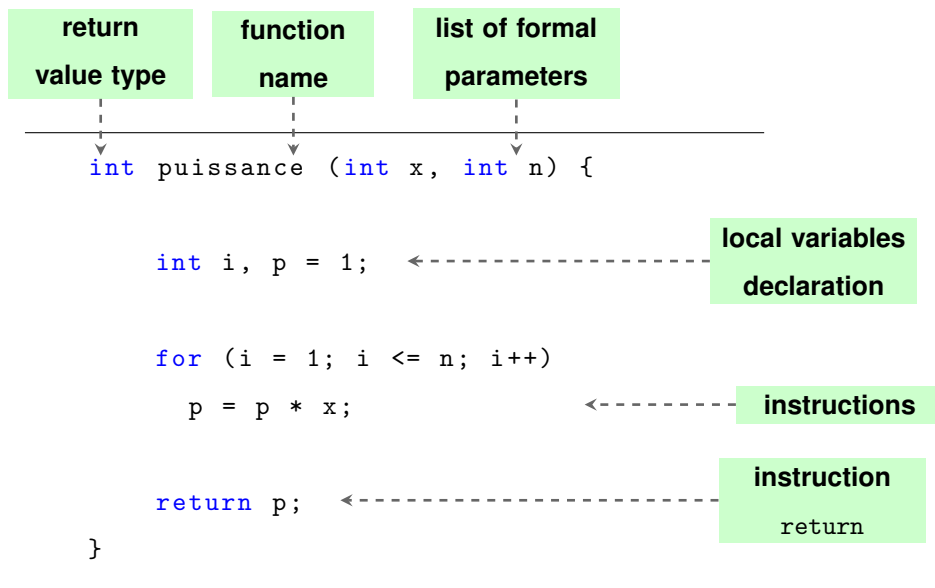 return
value type
function
name
list of formal
parameters
int puissance (int x, int n) {
local variables
declaration
int i, p = 1;
for (i = 1; i <= n; i++)
p = p * x;
instructions
instruction
return
return p;
}